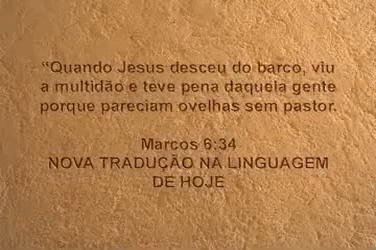 “Quando Jesus desceu do barco, viu
a multidão e teve pena daquela gente
porque pareciam ovelhas sem pastor.
Marcos 6:34
NOVA TRADUÇÃO NA LINGUAGEM
DE HOJE